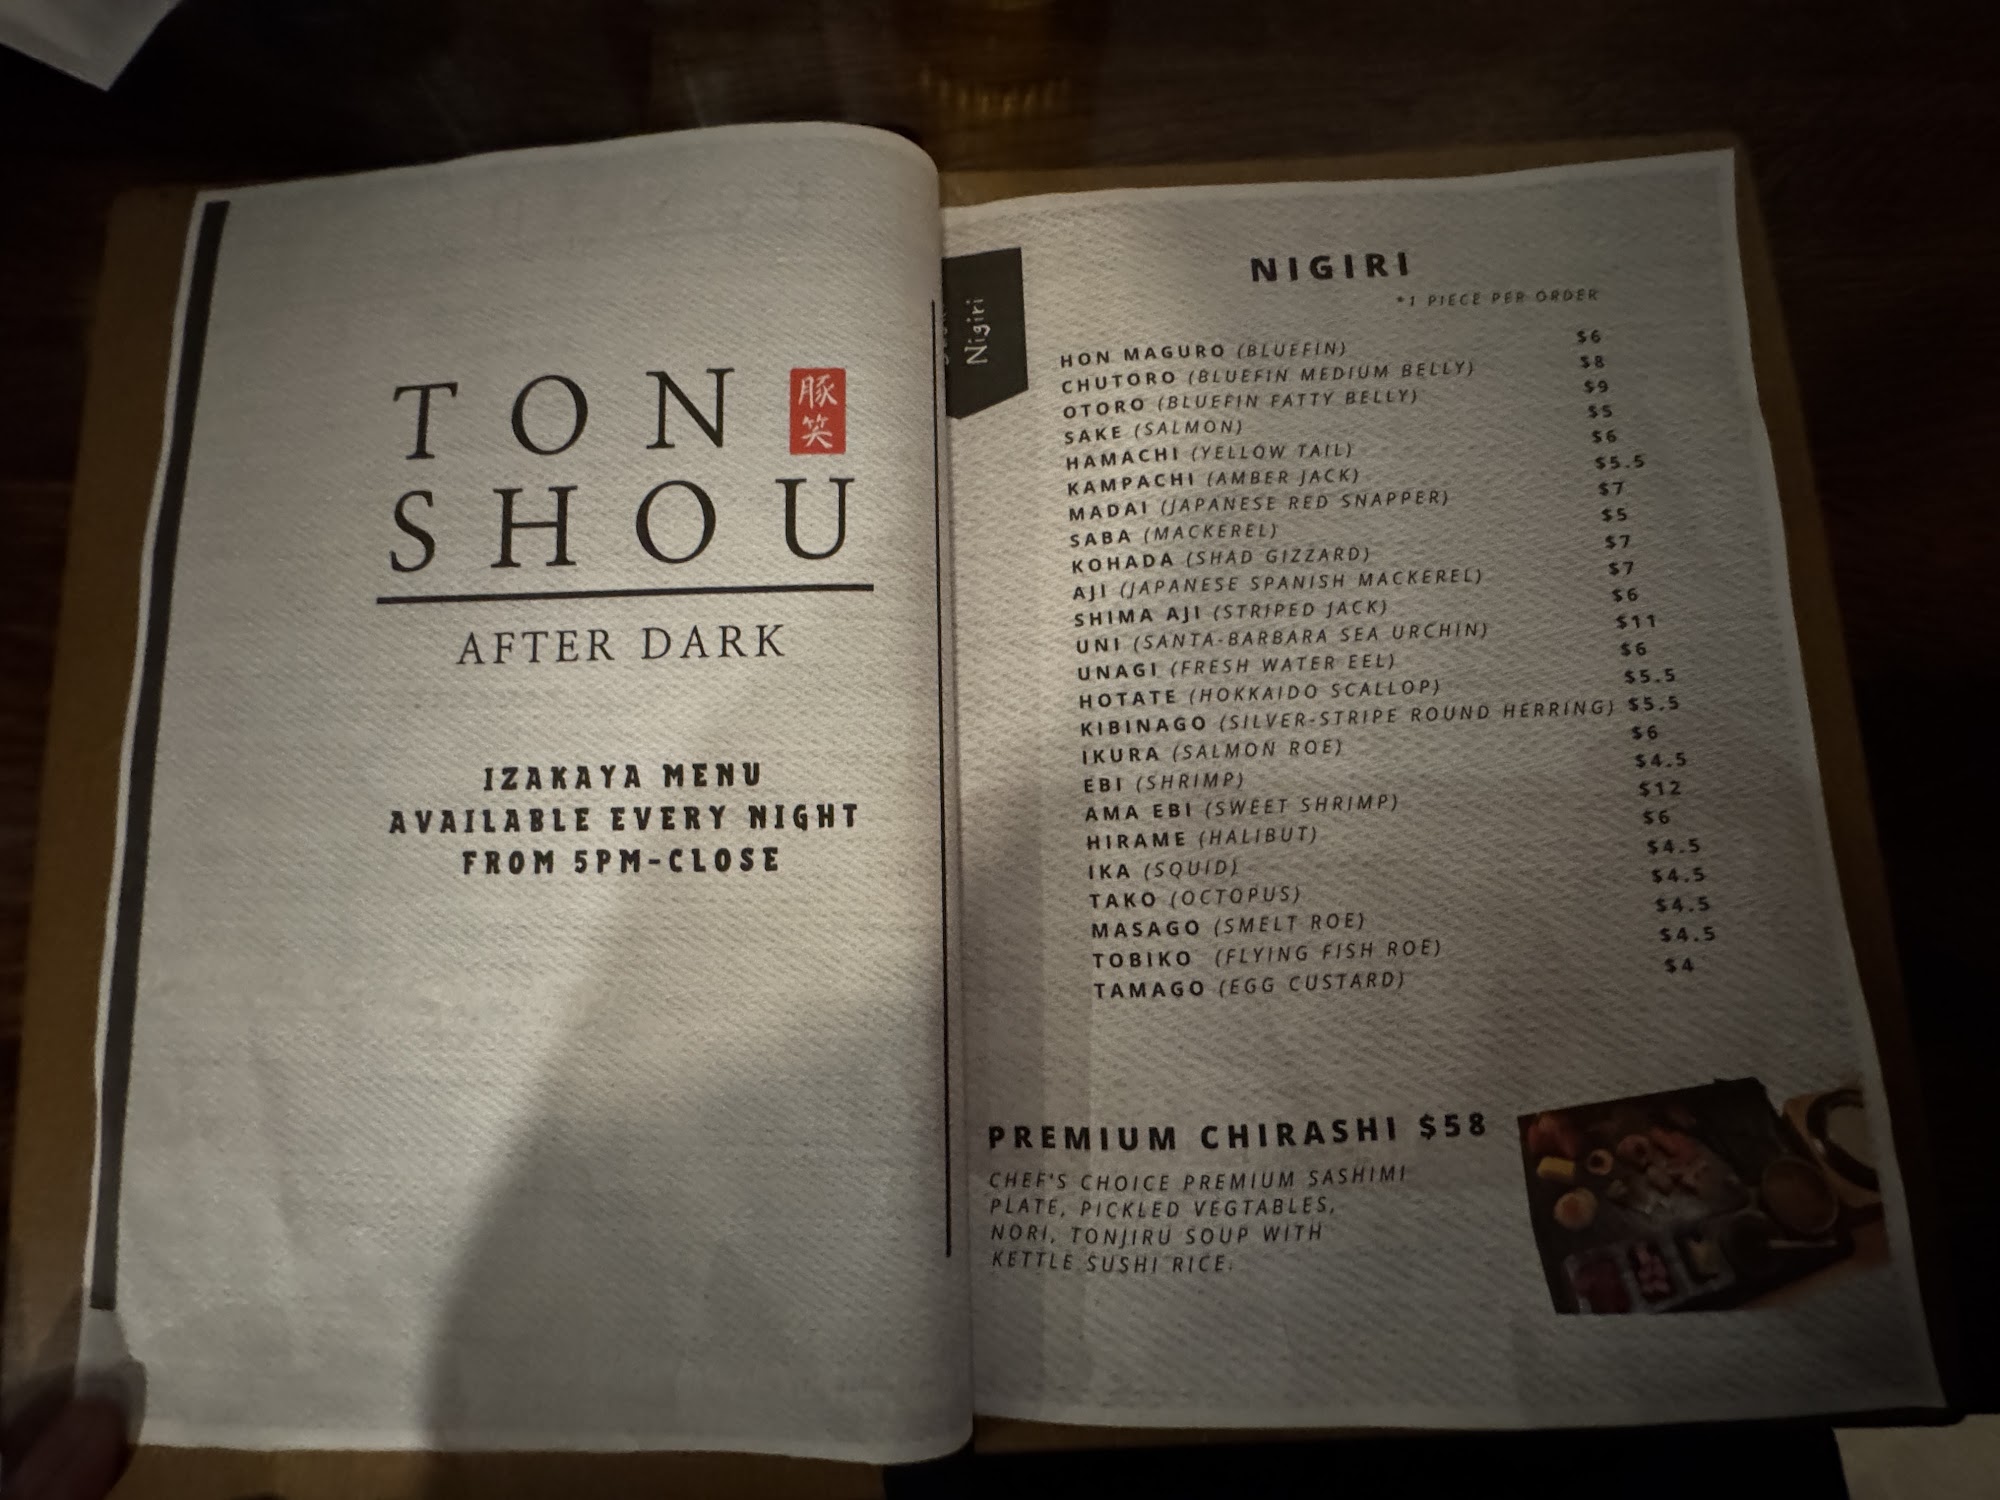 TON 豚笑
SHOU
AFTER DARK
IZAKAYA MENU
AVAILABLE EVERY NIGHT
FROM 5PM-CLOSE
Nigiri
NIGIRI
*1 PIECE PER ORDER
HON MAGURO (BLUEFIN) $6
CHUTORO (BLUEFIN MEDIUM BELLY) $8
OTORO (BLUEFIN FATTY BELLY) $9
SAKE (SALMON) $5
HAMACHI (YELLOW TAIL) $6
KAMPACHI (AMBER JACK) $5.5
MADAI (JAPANESE RED SNAPPER) $7
SABA (MACKEREL) $5
KOHADA (SHAD GIZZARD) $7
AJI (JAPANESE SPANISH MACKEREL) $7
SHIMA AJI (STRIPED JACK) $6
UNI (SANTA-BARBARA SEA URCHIN) $11
UNAGI (FRESH WATER EEL) $6
HOTATE (HOKKAIDO SCALLOP) $5.5
KIBINAGO (SILVER-STRIPE ROUND HERRING) $5.5
IKURA (SALMON ROE) $6
EBI (SHRIMP) $4.5
AMA EBI (SWEET SHRIMP) $12
HIRAME (HALIBUT) $6
IKA (SQUID) $4.5
TAKO (OCTOPUS) $4.5
MASAGO (SMELT ROE) $4.5
TOBIKO (FLYING FISH ROE) $4.5
TAMAGO (EGG CUSTARD) $4
PREMIUM CHIRASHI $58
CHEF'S CHOICE PREMIUM SASHIMI
PLATE, PICKLED VEGTABLES,
NORI, TONJIRU SOUP WITH
KETTLE SUSHI RICE.